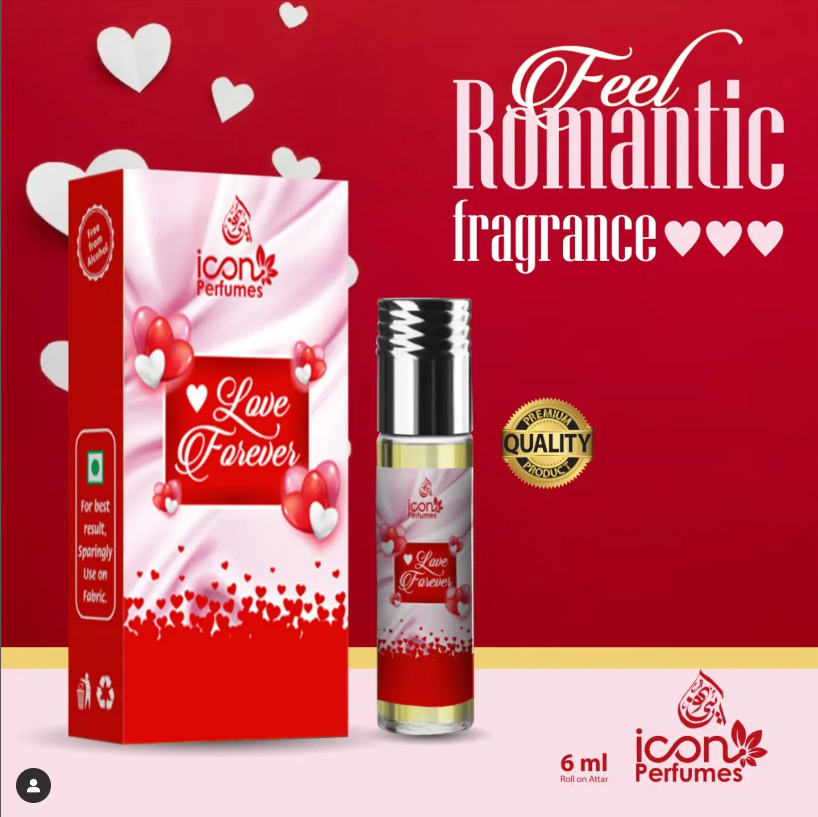 Feel
Romantic
fragrance
Free
from
Alcohol
icon
Perfumes
Love
Forever
For best
result,
Sparingly
Use on
Fabric.
icon
Perfumes
Love
Forever
PREMIUM
QUALITY
PRODUCT
6 ml
Roll on Attar
icon
Perfumes